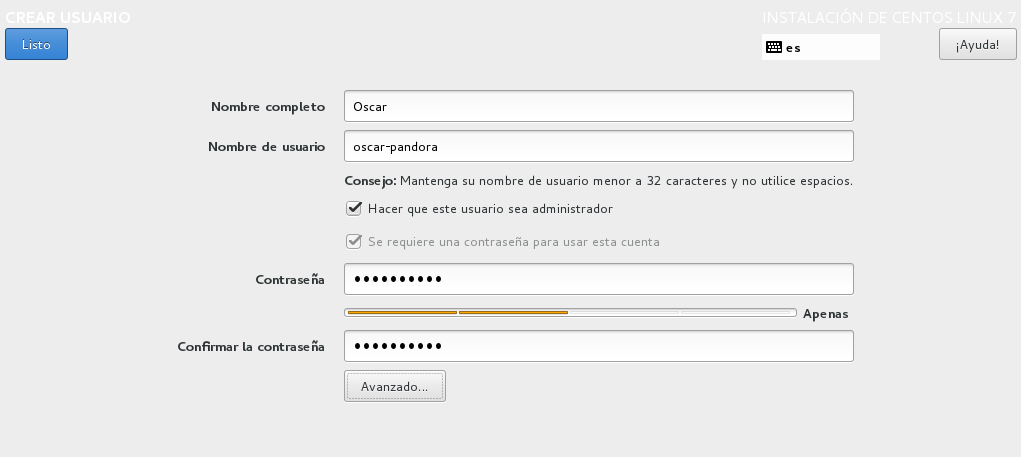 CREAR USUARIO
INSTALACIÓN DE CENTOS LINUX 7
Listo
es
¡Ayuda!
Nombre completo
Oscar
Nombre de usuario
oscar-pandora
Consejo: Mantenga su nombre de usuario menor a 32 caracteres y no utilice espacios.
Hacer que este usuario sea administrador
Se requiere una contraseña para usar esta cuenta
Contraseña
••••••••••
Apenas
Confirmar la contraseña
••••••••••
Avanzado...